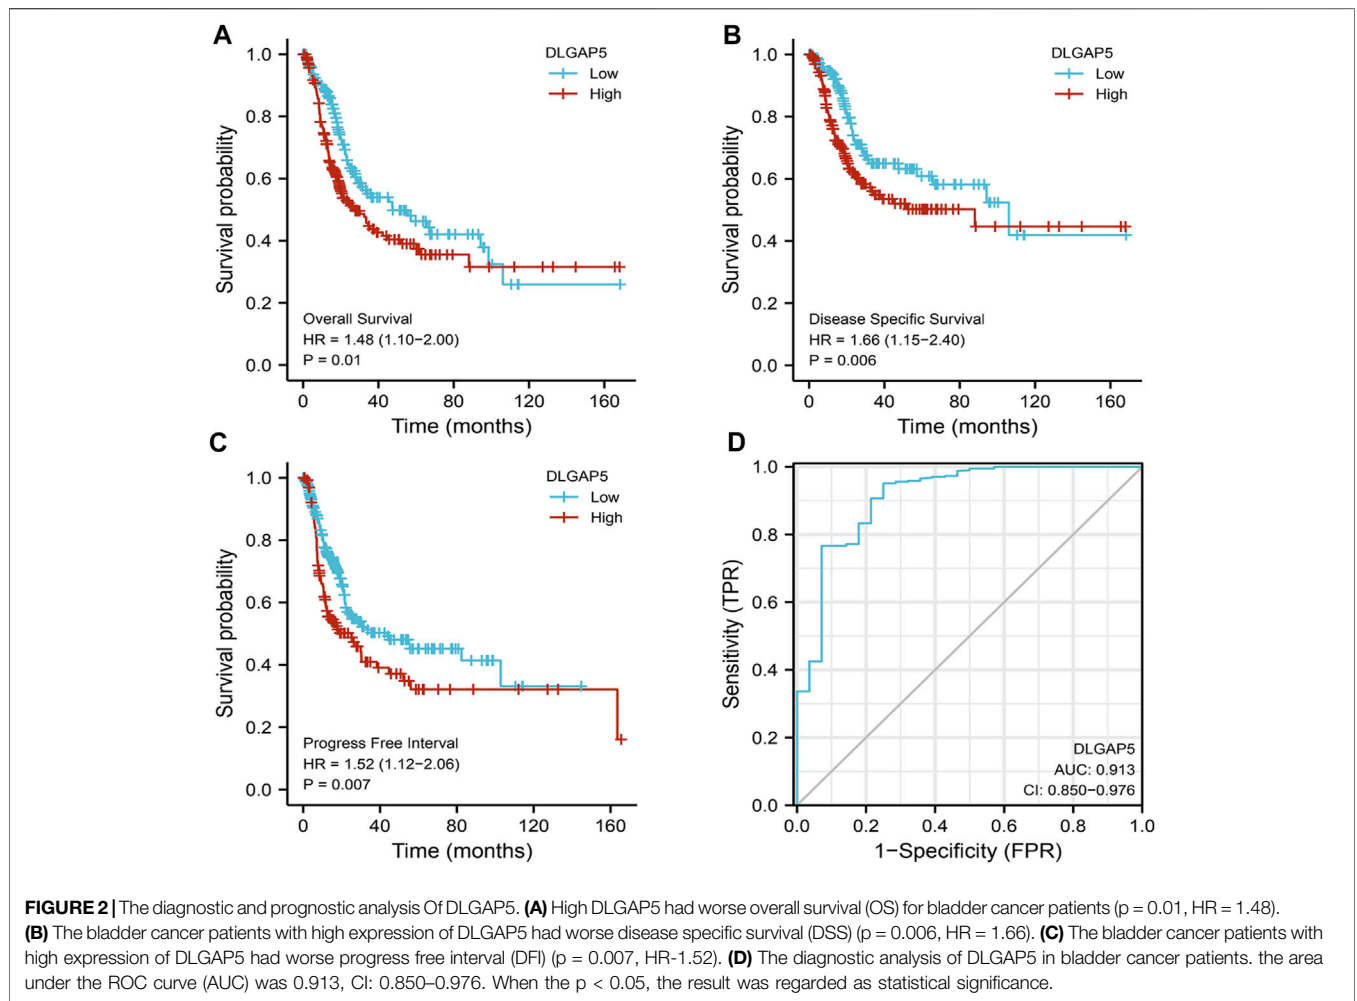 A
DLGAP5
Low
High
1.0
0.8
0.6
0.4
0.2
0.0
Survival probability
Overall Survival
HR = 1.48 (1.10−2.00)
P = 0.01
0 40 80 120 160
Time (months)
B
DLGAP5
Low
High
1.0
0.8
0.6
0.4
0.2
0.0
Survival probability
Disease Specific Survival
HR = 1.66 (1.15−2.40)
P = 0.006
0 40 80 120 160
Time (months)
C
DLGAP5
Low
High
1.0
0.8
0.6
0.4
0.2
0.0
Survival probability
Progress Free Interval
HR = 1.52 (1.12−2.06)
P = 0.007
0 40 80 120 160
Time (months)
D
1.0
0.8
0.6
0.4
0.2
0.0
Sensitivity (TPR)
DLGAP5
AUC: 0.913
CI: 0.850−0.976
0.0 0.2 0.4 0.6 0.8 1.0
1−Specificity (FPR)
FIGURE 2 | The diagnostic and prognostic analysis Of DLGAP5. (A) High DLGAP5 had worse overall survival (OS) for bladder cancer patients (p = 0.01, HR = 1.48).
(B) The bladder cancer patients with high expression of DLGAP5 had worse disease specific survival (DSS) (p = 0.006, HR = 1.66). (C) The bladder cancer patients with
high expression of DLGAP5 had worse progress free interval (DFI) (p = 0.007, HR-1.52). (D) The diagnostic analysis of DLGAP5 in bladder cancer patients. the area
under the ROC curve (AUC) was 0.913, CI: 0.850–0.976. When the p < 0.05, the result was regarded as statistical significance.